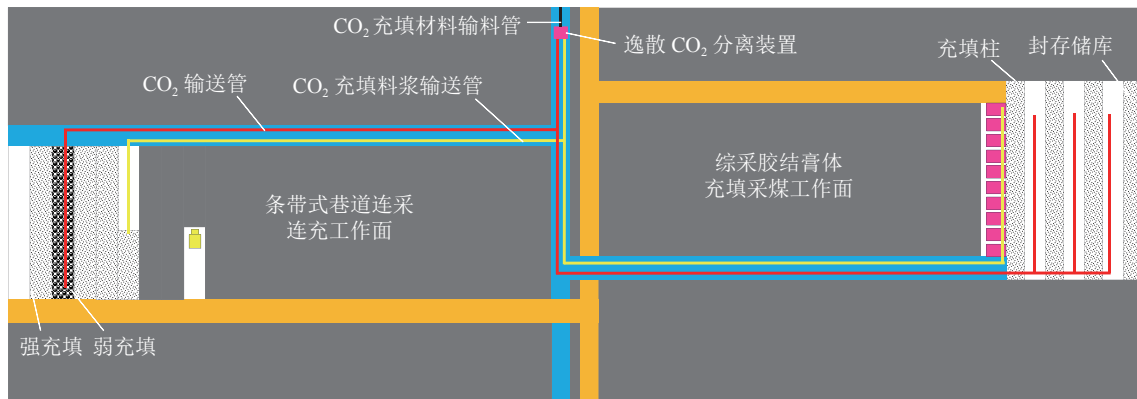 CO₂ 充填材料输料管
逸散 CO₂ 分离装置
充填柱
封存储库
CO₂ 输送管
CO₂ 充填料浆输送管
综采胶结膏体
充填采煤工作面
条带式巷道连采
连充工作面
强充填
弱充填